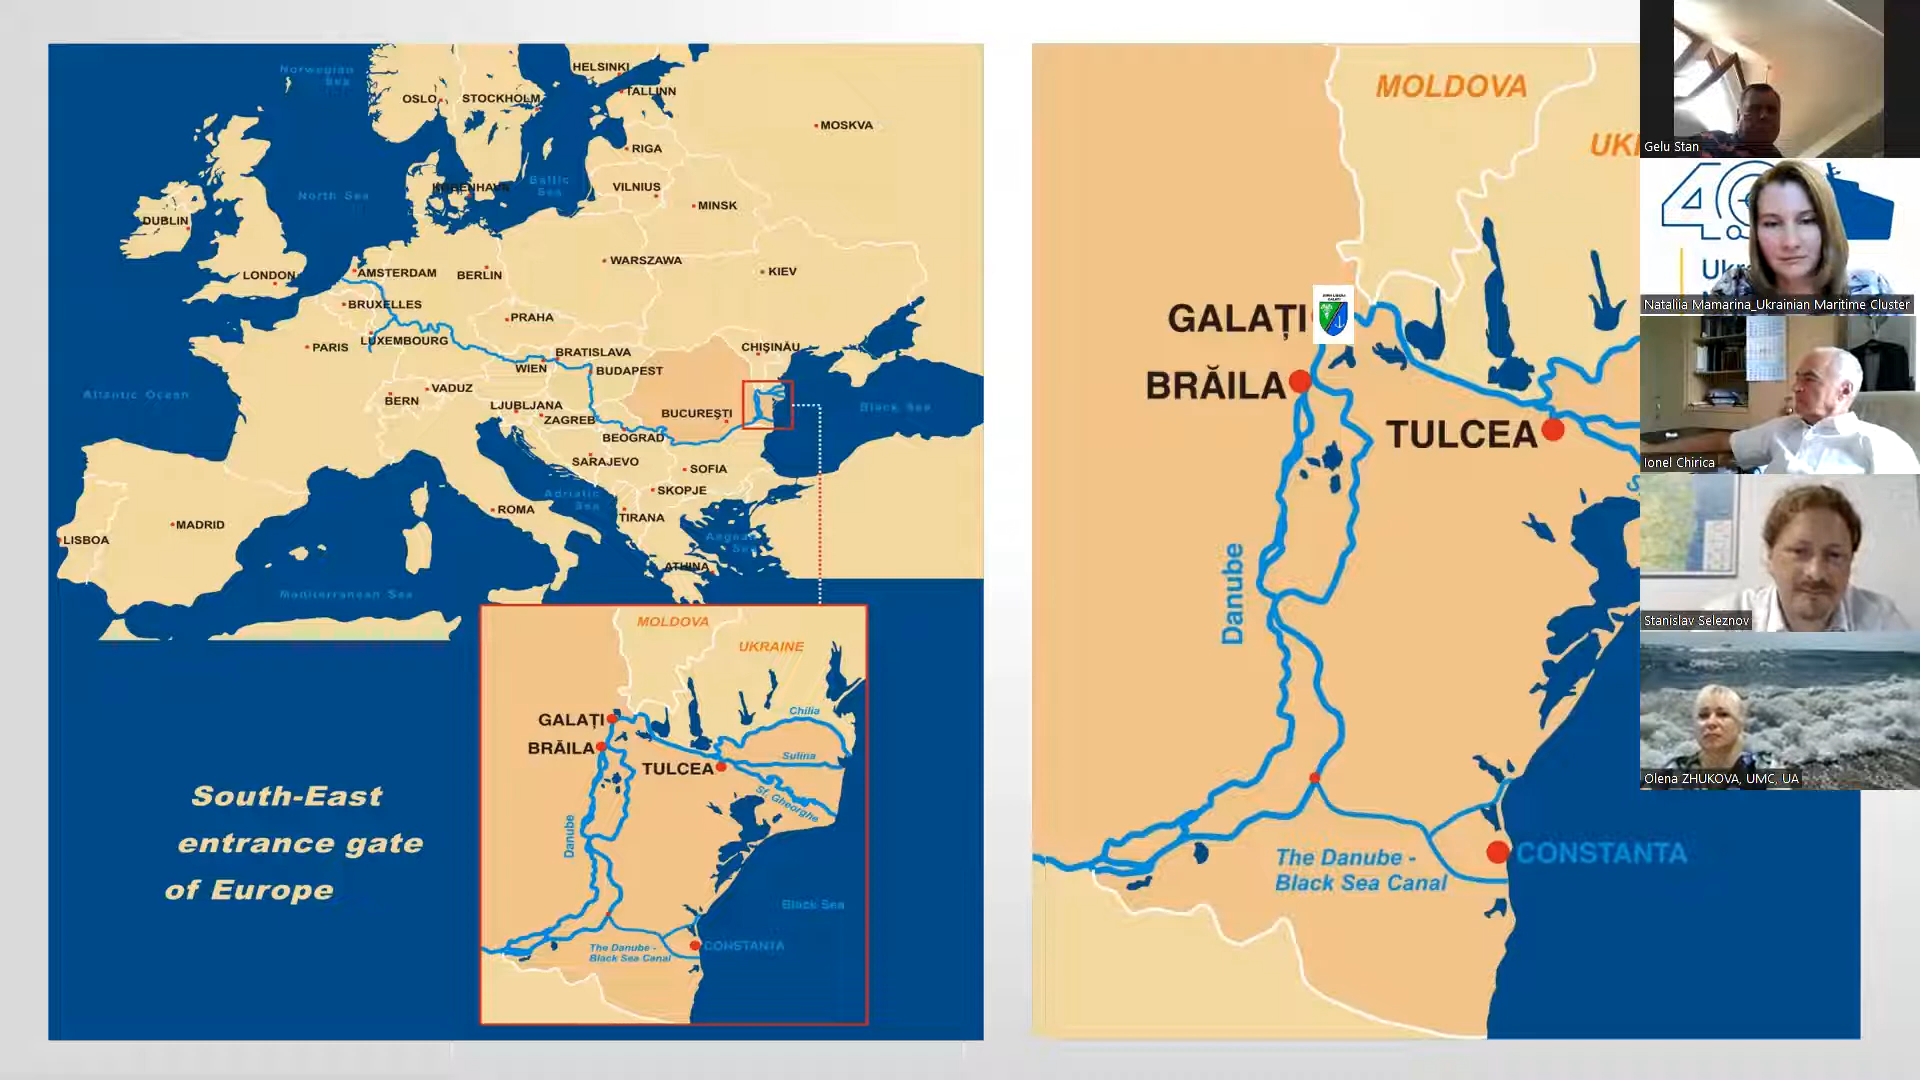 Norwegian
Sea
HELSINKI
TALLINN
OSLO
STOCKHOLM
MOSKVA
RIGA
North Sea
KØBENHAVN
Baltic
Sea
VILNIUS
MINSK
DUBLIN
LONDON
AMSTERDAM
BERLIN
WARSZAWA
KIEV
BRUXELLES
PRAHA
PARIS
LUXEMBOURG
BRATISLAVA
WIEN
BUDAPEST
CHIȘINĂU
VADUZ
BERN
Atlantic Ocean
LJUBLJANA
ZAGREB
BUCUREȘTI
Black Sea
BEOGRAD
SARAJEVO
SOFIA
SKOPJE
Adriatic
Sea
ROMA
TIRANA
MADRID
LISBOA
Aegean
Sea
ATHINA
Mediterranean Sea
South-East
entrance gate
of Europe
MOLDOVA
UKRAINE
GALAȚI
BRĂILA
TULCEA
Chilia
Sulina
Sf. Gheorghe
Danube
Black Sea
The Danube -
Black Sea Canal
CONSTANTA
MOLDOVA
UK
GALAȚI
BRĂILA
TULCEA
S
Danube
The Danube -
Black Sea Canal
CONSTANTA
Gelu Stan
4.0
Ukr
Nataliia Mamarina_Ukrainian Maritime Cluster
Ionel Chirica
Stanislav Seleznov
Olena ZHUKOVA, UMC, UA